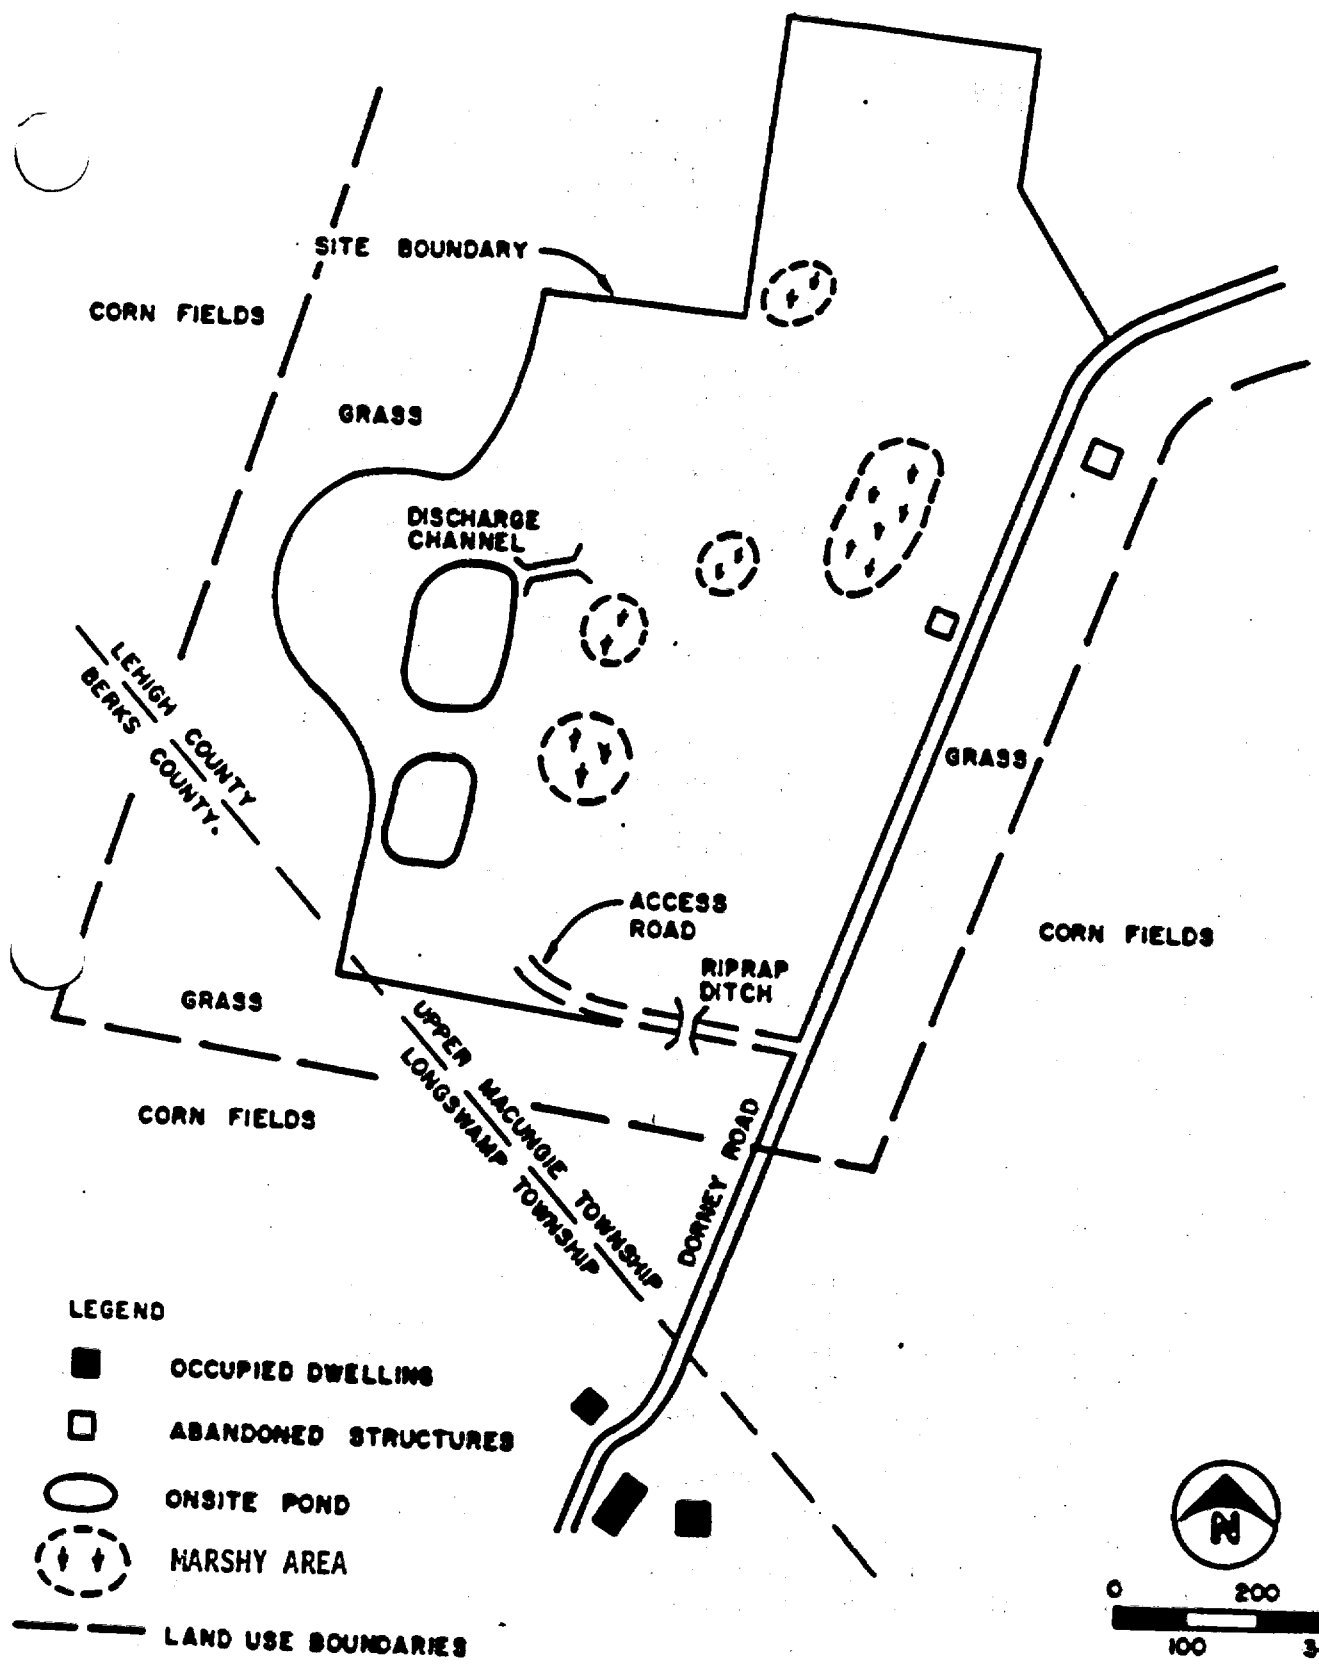 SITE BOUNDARY
CORN FIELDS
GRASS
DISCHARGE
CHANNEL
LEHIGH COUNTY
BERKS COUNTY.
GRASS
ACCESS
ROAD
CORN FIELDS
RIPRAP
DITCH
GRASS
UPPER MACUNGIE TOWNSHIP
LONGSWAMP TOWNSHIP
CORN FIELDS
DORNEY ROAD
LEGEND
OCCUPIED DWELLING
ABANDONED STRUCTURES
ONSITE POND
MARSHY AREA
LAND USE BOUNDARIES
N
0 200
100